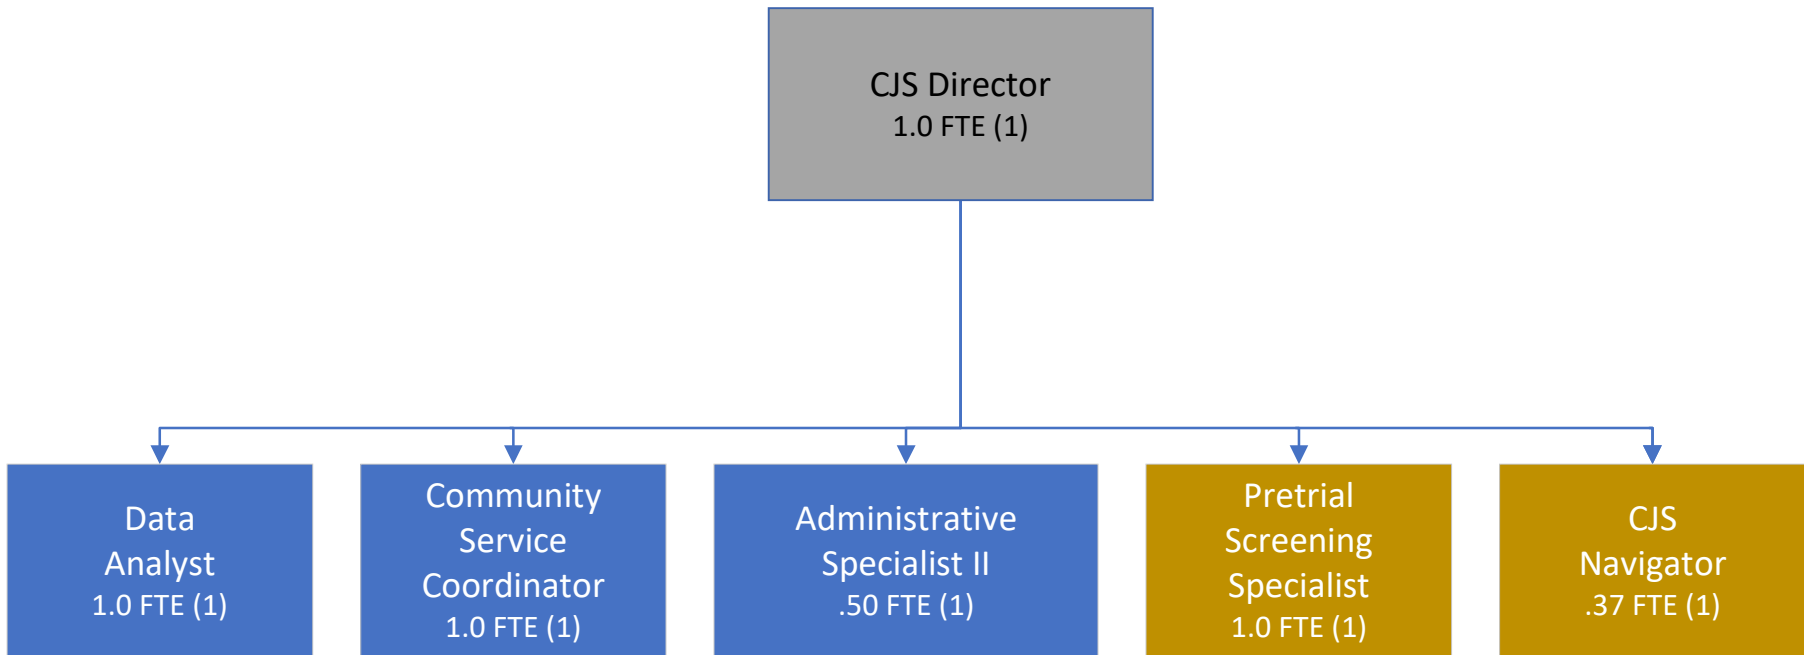 CJS Director
1.0 FTE (1)
Data
Analyst
1.0 FTE (1)
Community
Service
Coordinator
1.0 FTE (1)
Administrative
Specialist II
.50 FTE (1)
Pretrial
Screening
Specialist
1.0 FTE (1)
CJS
Navigator
.37 FTE (1)